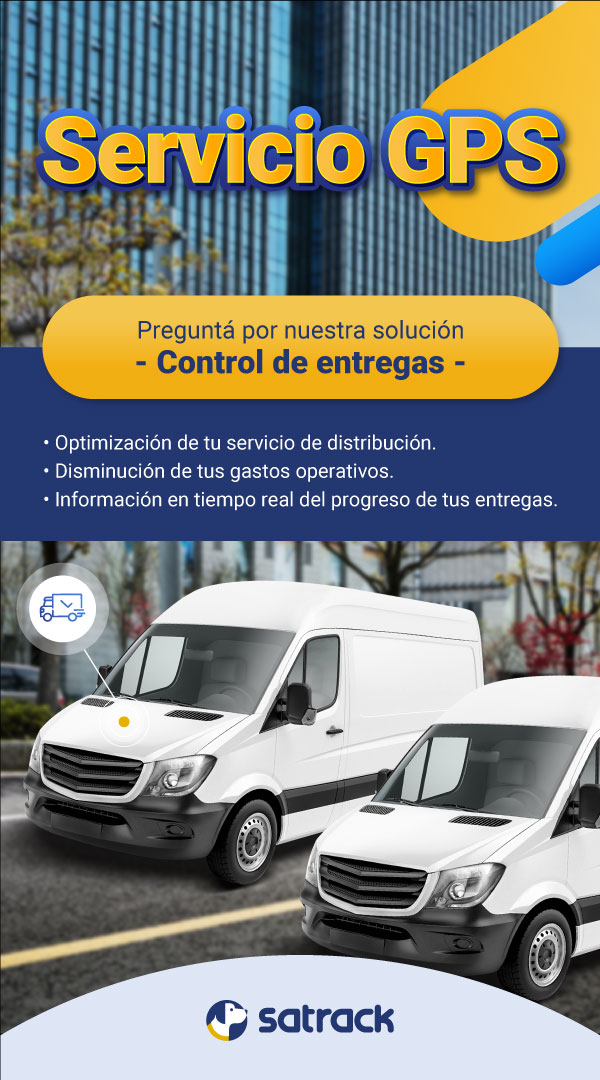 Servicio GPS
Preguntá por nuestra solución
- Control de entregas -
• Optimización de tu servicio de distribución.
• Disminución de tus gastos operativos.
• Información en tiempo real del progreso de tus entregas.
satrack